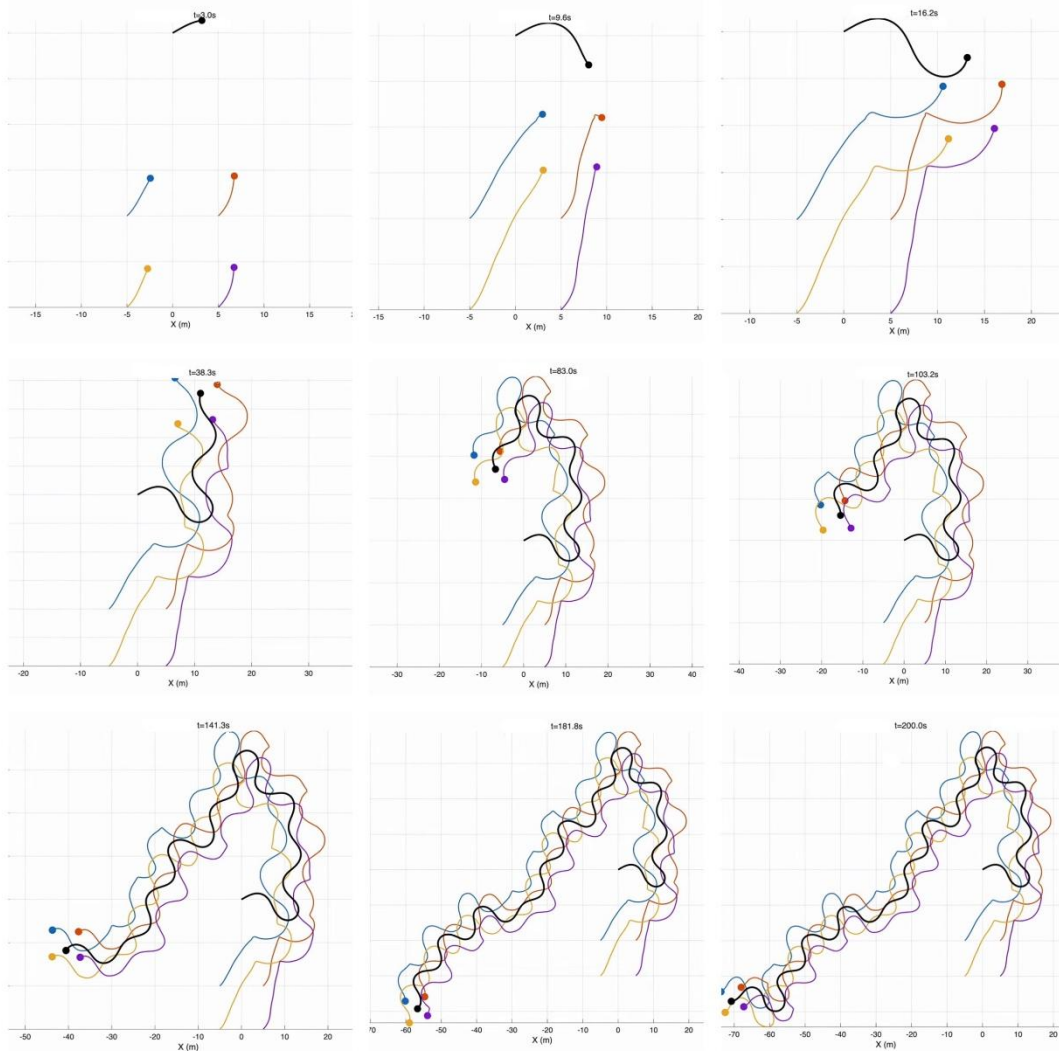 t=3.0s
-15 -10 -5 0 5 10 15
X (m)
t=9.6s
-15 -10 -5 0 5 10 15 20
X (m)
t=16.2s
-10 -5 0 5 10 15 20
X (m)
t=38.3s
-20 -10 0 10 20 30
X (m)
t=83.0s
-30 -20 -10 0 10 20 30 40
X (m)
t=103.2s
-40 -30 -20 -10 0 10 20 30
X (m)
t=141.3s
-50 -40 -30 -20 -10 0 10 20
X (m)
t=181.8s
70 -60 -50 -40 -30 -20 -10 0 10 20
X (m)
t=200.0s
-70 -60 -50 -40 -30 -20 -10 0 10 20
X (m)